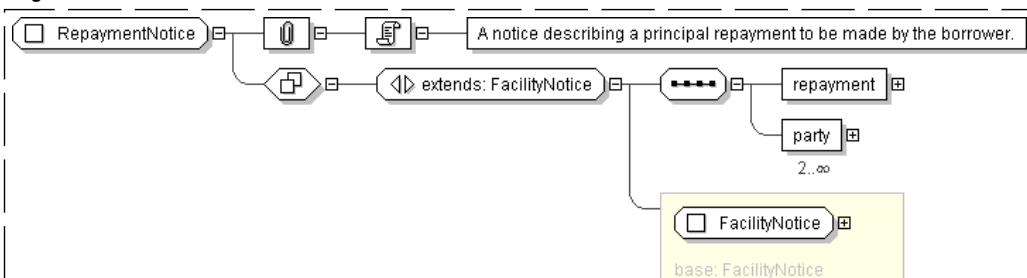 RepaymentNotice
A notice describing a principal repayment to be made by the borrower.
extends: FacilityNotice
repayment
party
2..∞
FacilityNotice
base: FacilityNotice